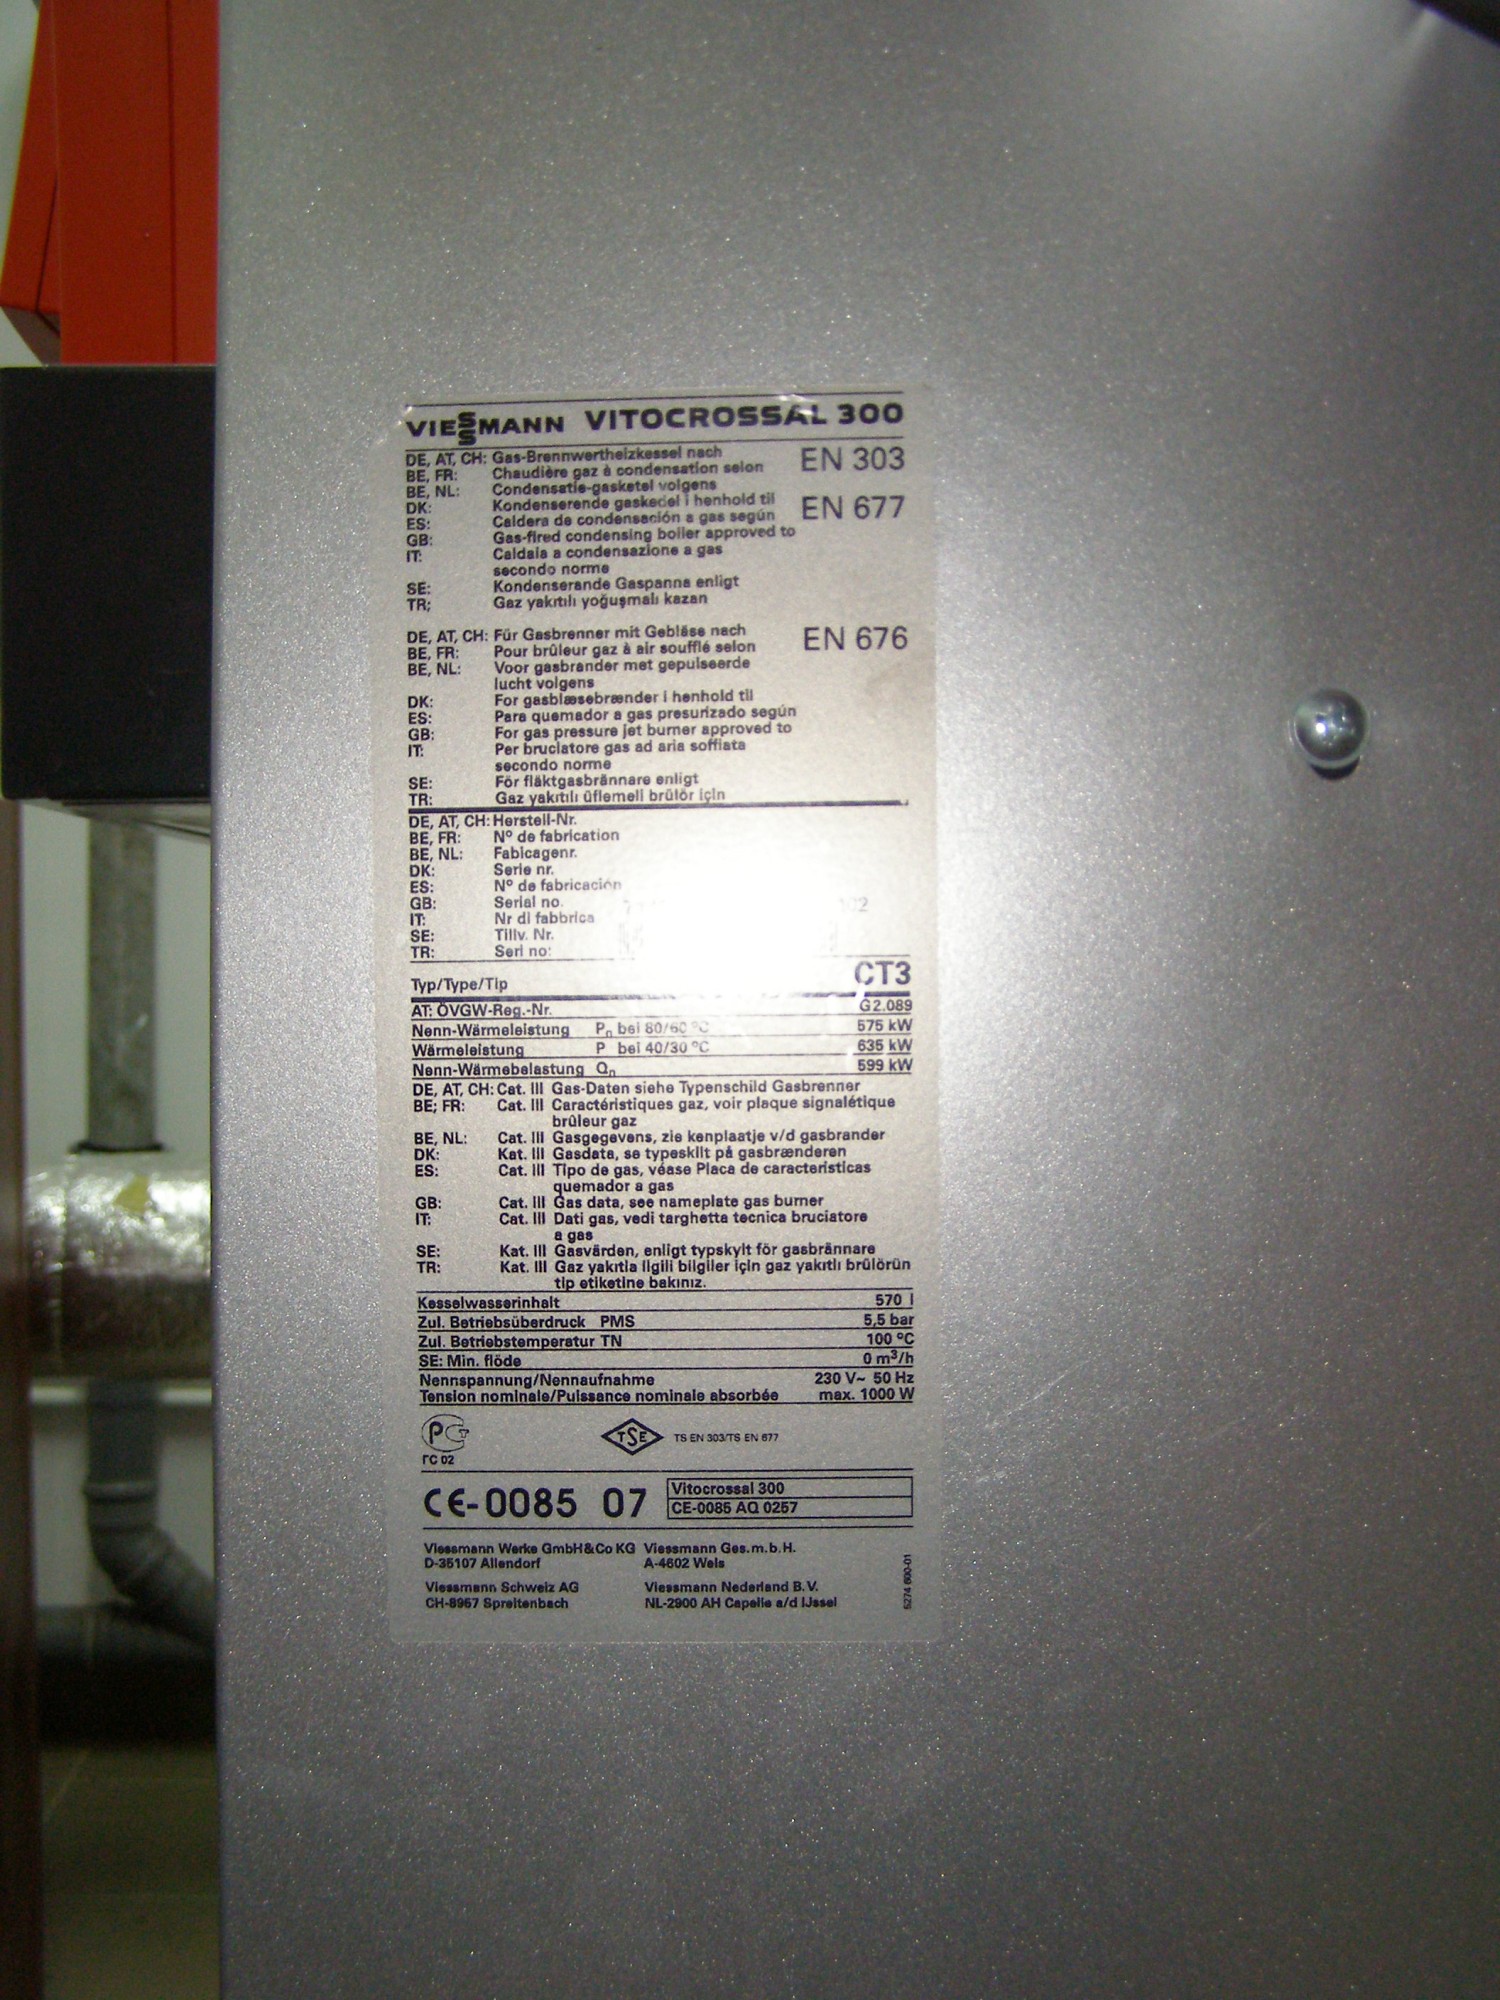 VIESSMANN VITOCROSSAL 300
DE, AT, CH: Gas-Brennwertheizkessel nach EN 303
BE, FR: Chaudière gaz à condensation selon
BE, NL: Condensatie-gasketel volgens
DK: Kondenserende gaskedel i henhold til EN 677
ES: Caldera de condensación a gas según
GB: Gas-fired condensing boiler approved to
IT: Caldaia a condensazione a gas
secondo norme
SE: Kondenserande Gaspanna enligt
TR; Gaz yakıtılı yoğuşmalı kazan
DE, AT, CH: Für Gasbrenner mit Gebläse nach EN 676
BE, FR: Pour brûleur gaz à air soufflé selon
BE, NL: Voor gasbrander met gepulseerde
lucht volgens
DK: For gasblæsebrænder i henhold til
ES: Para quemador a gas presurizado según
GB: For gas pressure jet burner approved to
IT: Per bruciatore gas ad aria soffiata
secondo norme
SE: För fläktgasbrännare enligt
TR: Gaz yakıtılı üflemeli brülör için
DE, AT, CH: Herstell-Nr.
BE, FR: N° de fabrication
BE, NL: Fabicagenr.
DK: Serie nr.
ES: N° de fabricación
GB: Serial no.
IT: Nr di fabbrica
SE: Tillv. Nr.
TR: Seri no:
Typ/Type/Tip CT3
AT: ÖVGW-Reg.-Nr. G2.089
Nenn-Wärmeleistung Pn bei 80/60 °C 575 kW
Wärmeleistung P bei 40/30 °C 635 kW
Nenn-Wärmebelastung Qn 599 kW
DE, AT, CH: Cat. III Gas-Daten siehe Typenschild Gasbrenner
BE; FR: Cat. III Caractéristiques gaz, voir plaque signalétique
brûleur gaz
BE, NL: Cat. III Gasgegevens, zie kenplaatje v/d gasbrander
DK: Kat. III Gasdata, se typeskilt på gasbrænderen
ES: Cat. III Tipo de gas, véase Placa de caracteristicas
quemador a gas
GB: Cat. III Gas data, see nameplate gas burner
IT: Cat. III Dati gas, vedi targhetta tecnica bruciatore
a gas
SE: Kat. III Gasvärden, enligt typskylt för gasbrännare
TR: Kat. III Gaz yakıtla ilgili bilgiler için gaz yakıtlı brülörün
tip etiketine bakınız.
Kesselwasserinhalt 570 l
Zul. Betriebsüberdruck PMS 5,5 bar
Zul. Betriebstemperatur TN 100 °C
SE: Min. flöde 0 m³/h
Nennspannung/Nennaufnahme 230 V~ 50 Hz
Tension nominale/Puissance nominale absorbée max. 1000 W
TSE TS EN 303/TS EN 677
ГС 02
CE-0085 07 Vitocrossal 300
CE-0085 AQ 0257
Viessmann Werke GmbH&Co KG Viessmann Ges.m.b.H.
D-35107 Allendorf A-4602 Wels
Viessmann Schweiz AG Viessmann Nederland B.V.
CH-8957 Spreitenbach NL-2900 AH Capelle a/d IJssel
5274 600-01